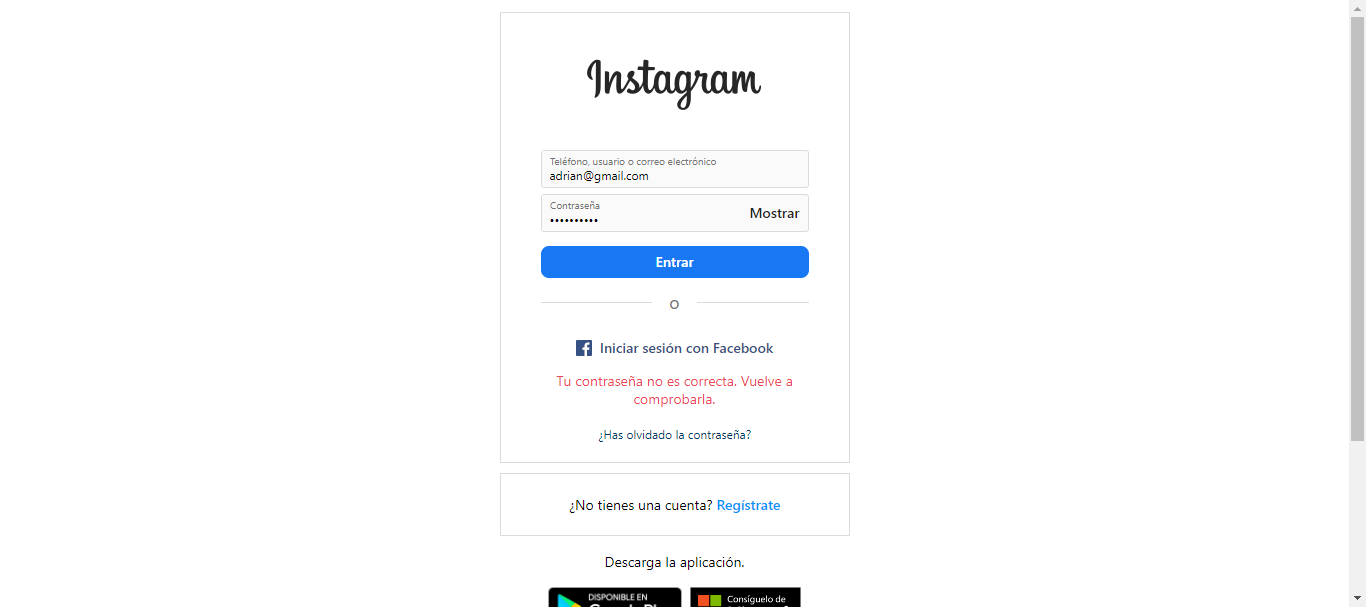 Instagram
Teléfono, usuario o correo electrónico
adrian@gmail.com
Contraseña
•••••••••• Mostrar
Entrar
O
Iniciar sesión con Facebook
Tu contraseña no es correcta. Vuelve a
comprobarla.
¿Has olvidado la contraseña?
¿No tienes una cuenta? Regístrate
Descarga la aplicación.
DISPONIBLE EN Consíguelo de